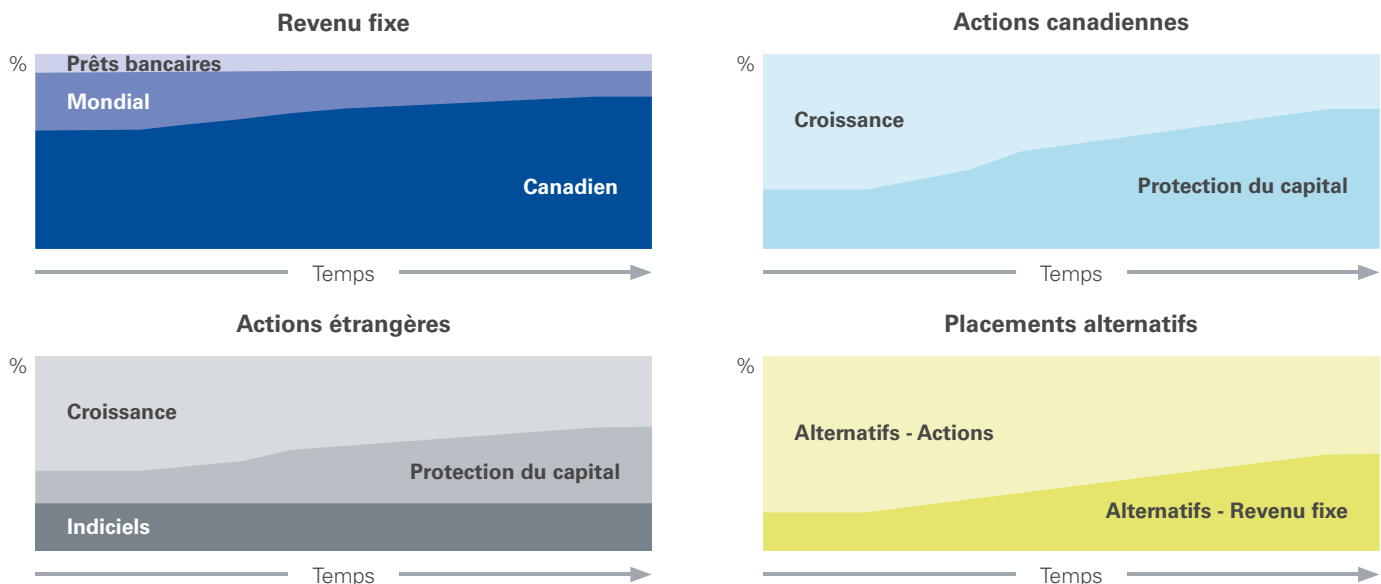 Revenu fixe
%
Prêts bancaires
Mondial
Canadien
Temps
Actions canadiennes
%
Croissance
Protection du capital
Temps
Actions étrangères
%
Croissance
Protection du capital
Indiciels
Temps
Placements alternatifs
%
Alternatifs - Actions
Alternatifs - Revenu fixe
Temps